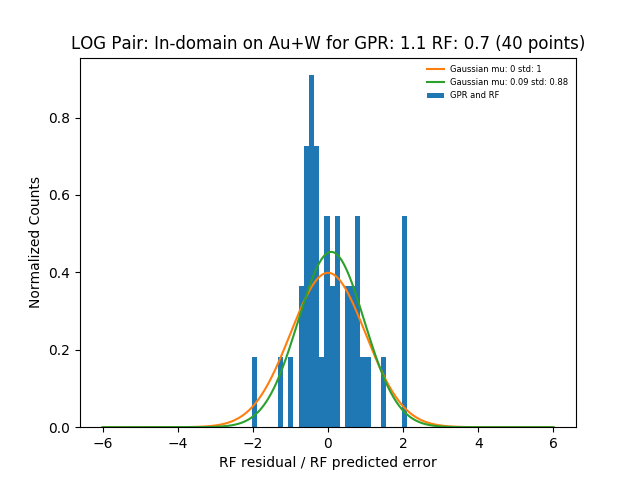 LOG Pair: In-domain on Au+W for GPR: 1.1 RF: 0.7 (40 points)
Gaussian mu: 0 std: 1
Gaussian mu: 0.09 std: 0.88
GPR and RF
Normalized Counts
0.8
0.6
0.4
0.2
0.0
−6 −4 −2 0 2 4 6
RF residual / RF predicted error